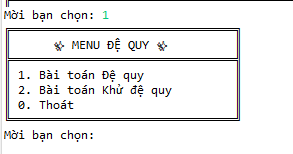 Mời bạn chọn: 1
MENU ĐỆ QUY
1. Bài toán Đệ quy
2. Bài toán Khử đệ quy
0. Thoát
Mời bạn chọn: